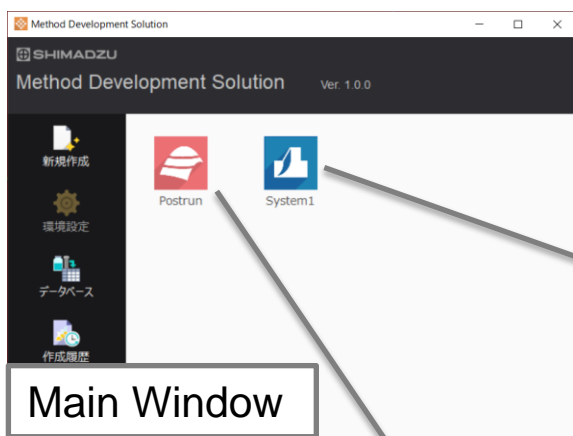 Method Development Solution
SHIMADZU
Method Development Solution Ver. 1.0.0
新規作成
Postrun System1
環境設定
データベース
作成履歴
Main Window